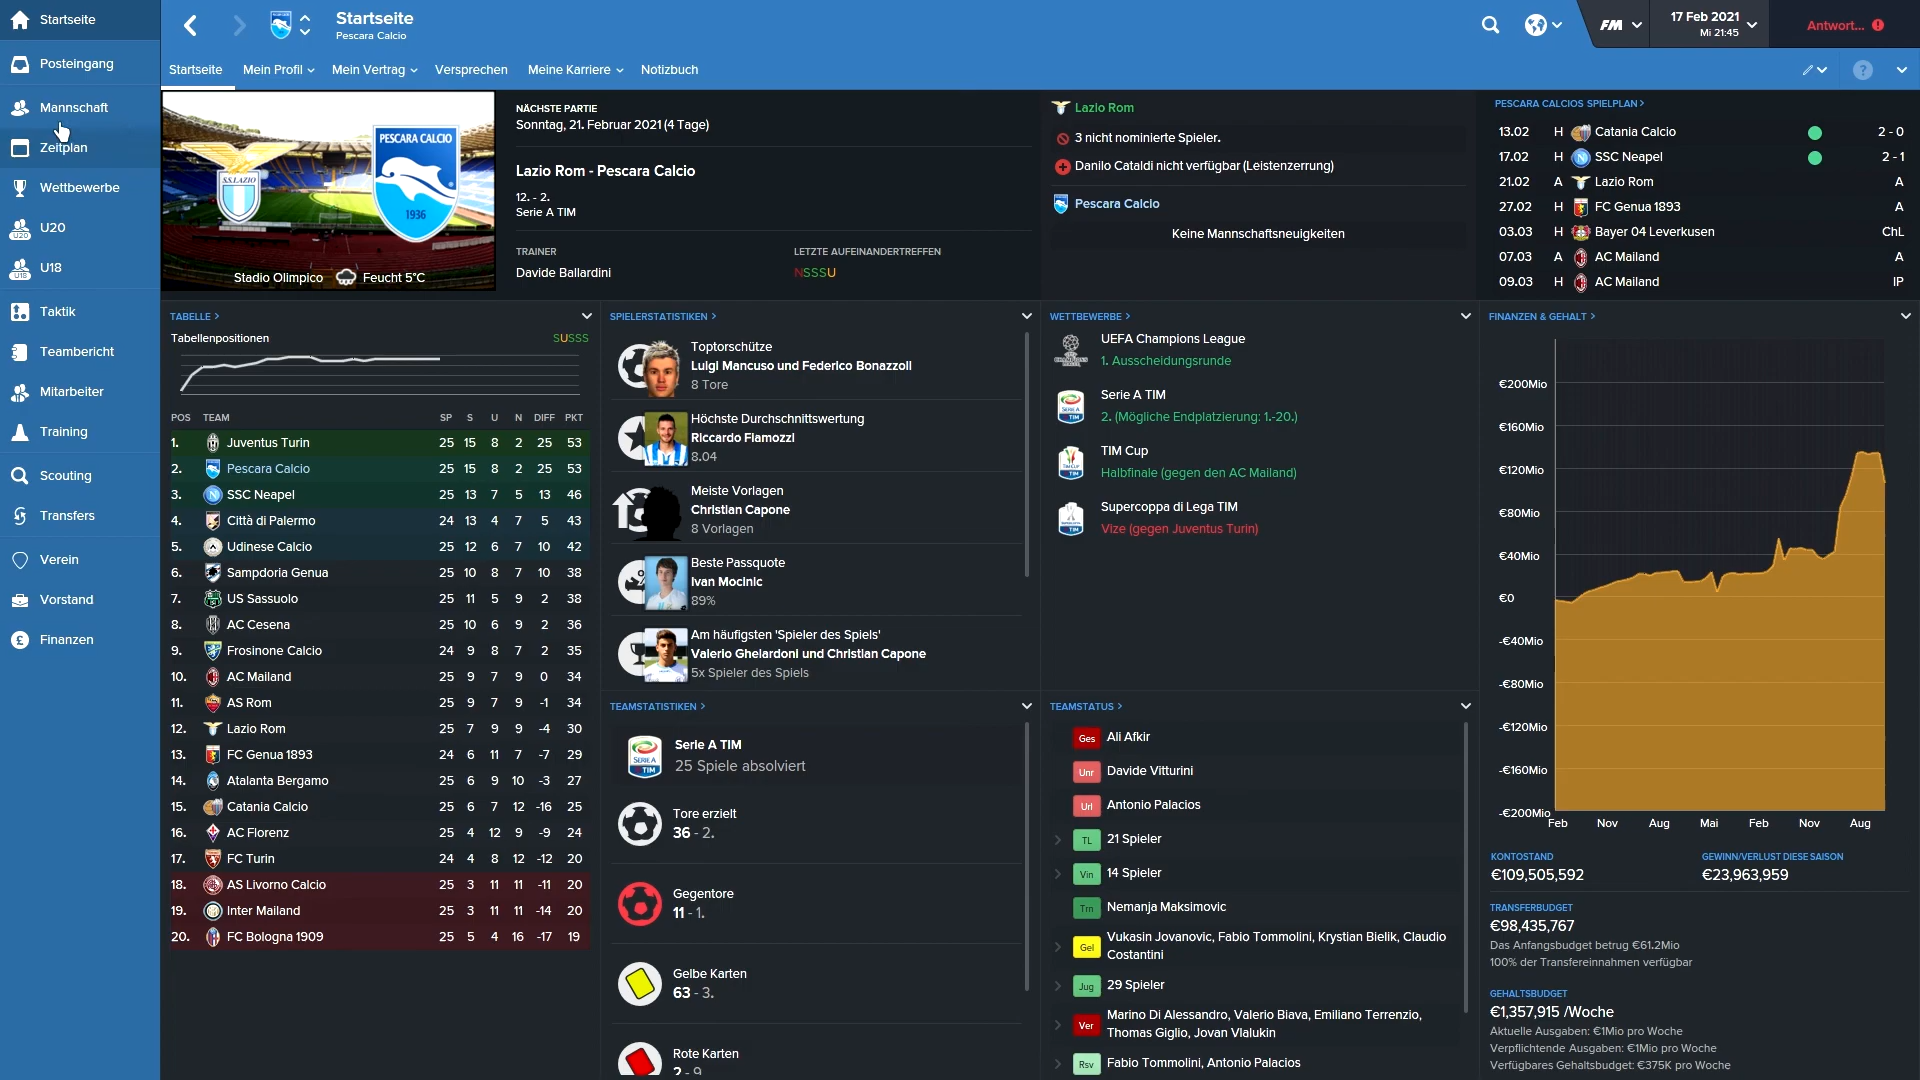 Startseite
Posteingang
Mannschaft
Zeitplan
Wettbewerbe
U20
U18
Taktik
Teambericht
Mitarbeiter
Training
Scouting
Transfers
Verein
Vorstand
Finanzen
Startseite
Pescara Calcio
FM
17 Feb 2021
Mi 21:45
Antwort...
Startseite
Mein Profil
Mein Vertrag
Versprechen
Meine Karriere
Notizbuch
S.S.LAZIO
PESCARA CALCIO
1936
Stadio Olimpico
Feucht 5°C
NÄCHSTE PARTIE
Sonntag, 21. Februar 2021 (4 Tage)
Lazio Rom - Pescara Calcio
12. - 2.
Serie A TIM
TRAINER
Davide Ballardini
LETZTE AUFEINANDERTREFFEN
NSSSU
Lazio Rom
3 nicht nominierte Spieler.
Danilo Cataldi nicht verfügbar (Leistenzerrung)
Pescara Calcio
Keine Mannschaftsneuigkeiten
PESCARA CALCIOS SPIELPLAN >
13.02 H Catania Calcio 2 - 0
17.02 H SSC Neapel 2 - 1
21.02 A Lazio Rom A
27.02 H FC Genua 1893 A
03.03 H Bayer 04 Leverkusen ChL
07.03 A AC Mailand A
09.03 H AC Mailand IP
TABELLE >
Tabellenpositionen SUSSS
POS TEAM SP S U N DIFF PKT
1. Juventus Turin 25 15 8 2 25 53
2. Pescara Calcio 25 15 8 2 25 53
3. SSC Neapel 25 13 7 5 13 46
4. Città di Palermo 24 13 4 7 5 43
5. Udinese Calcio 25 12 6 7 10 42
6. Sampdoria Genua 25 10 8 7 10 38
7. US Sassuolo 25 11 5 9 2 38
8. AC Cesena 25 10 6 9 2 36
9. Frosinone Calcio 24 9 8 7 2 35
10. AC Mailand 25 9 7 9 0 34
11. AS Rom 25 9 7 9 -1 34
12. Lazio Rom 25 7 9 9 -4 30
13. FC Genua 1893 24 6 11 7 -7 29
14. Atalanta Bergamo 25 6 9 10 -3 27
15. Catania Calcio 25 6 7 12 -16 25
16. AC Florenz 25 4 12 9 -9 24
17. FC Turin 24 4 8 12 -12 20
18. AS Livorno Calcio 25 3 11 11 -11 20
19. Inter Mailand 25 3 11 11 -14 20
20. FC Bologna 1909 25 5 4 16 -17 19
SPIELERSTATISTIKEN >
Toptorschütze
Luigi Mancuso und Federico Bonazzoli
8 Tore
Höchste Durchschnittswertung
Riccardo Fiamozzi
8.04
Meiste Vorlagen
Christian Capone
8 Vorlagen
Beste Passquote
Ivan Mocinic
89%
Am häufigsten 'Spieler des Spiels'
Valerio Ghelardoni und Christian Capone
5x Spieler des Spiels
TEAMSTATISTIKEN >
Serie A TIM
25 Spiele absolviert
Tore erzielt
36 - 2.
Gegentore
11 - 1.
Gelbe Karten
63 - 3.
Rote Karten
2 - 9.
WETTBEWERBE >
UEFA Champions League
1. Ausscheidungsrunde
Serie A TIM
2. (Mögliche Endplatzierung: 1.-20.)
TIM Cup
Halbfinale (gegen den AC Mailand)
Supercoppa di Lega TIM
Vize (gegen Juventus Turin)
TEAMSTATUS >
Ges Ali Afkir
Unr Davide Vitturini
Url Antonio Palacios
TL 21 Spieler
Vin 14 Spieler
Trn Nemanja Maksimovic
Gel Vukasin Jovanovic, Fabio Tommolini, Krystian Bielik, Claudio
Costantini
Jug 29 Spieler
Ver Marino Di Alessandro, Valerio Biava, Emiliano Terrenzio,
Thomas Giglio, Jovan Vlalukin
Rsv Fabio Tommolini, Antonio Palacios
FINANZEN & GEHALT >
€200Mio
€160Mio
€120Mio
€80Mio
€40Mio
€0
-€40Mio
-€80Mio
-€120Mio
-€160Mio
-€200Mio
Feb Nov Aug Mai Feb Nov Aug
KONTOSTAND
€109,505,592
GEWINN/VERLUST DIESE SAISON
€23,963,959
TRANSFERBUDGET
€98,435,767
Das Anfangsbudget betrug €61.2Mio
100% der Transfereinnahmen verfügbar
GEHALTSBUDGET
€1,357,915 /Woche
Aktuelle Ausgaben: €1Mio pro Woche
Verpflichtende Ausgaben: €1Mio pro Woche
Verfügbares Gehaltsbudget: €375K pro Woche